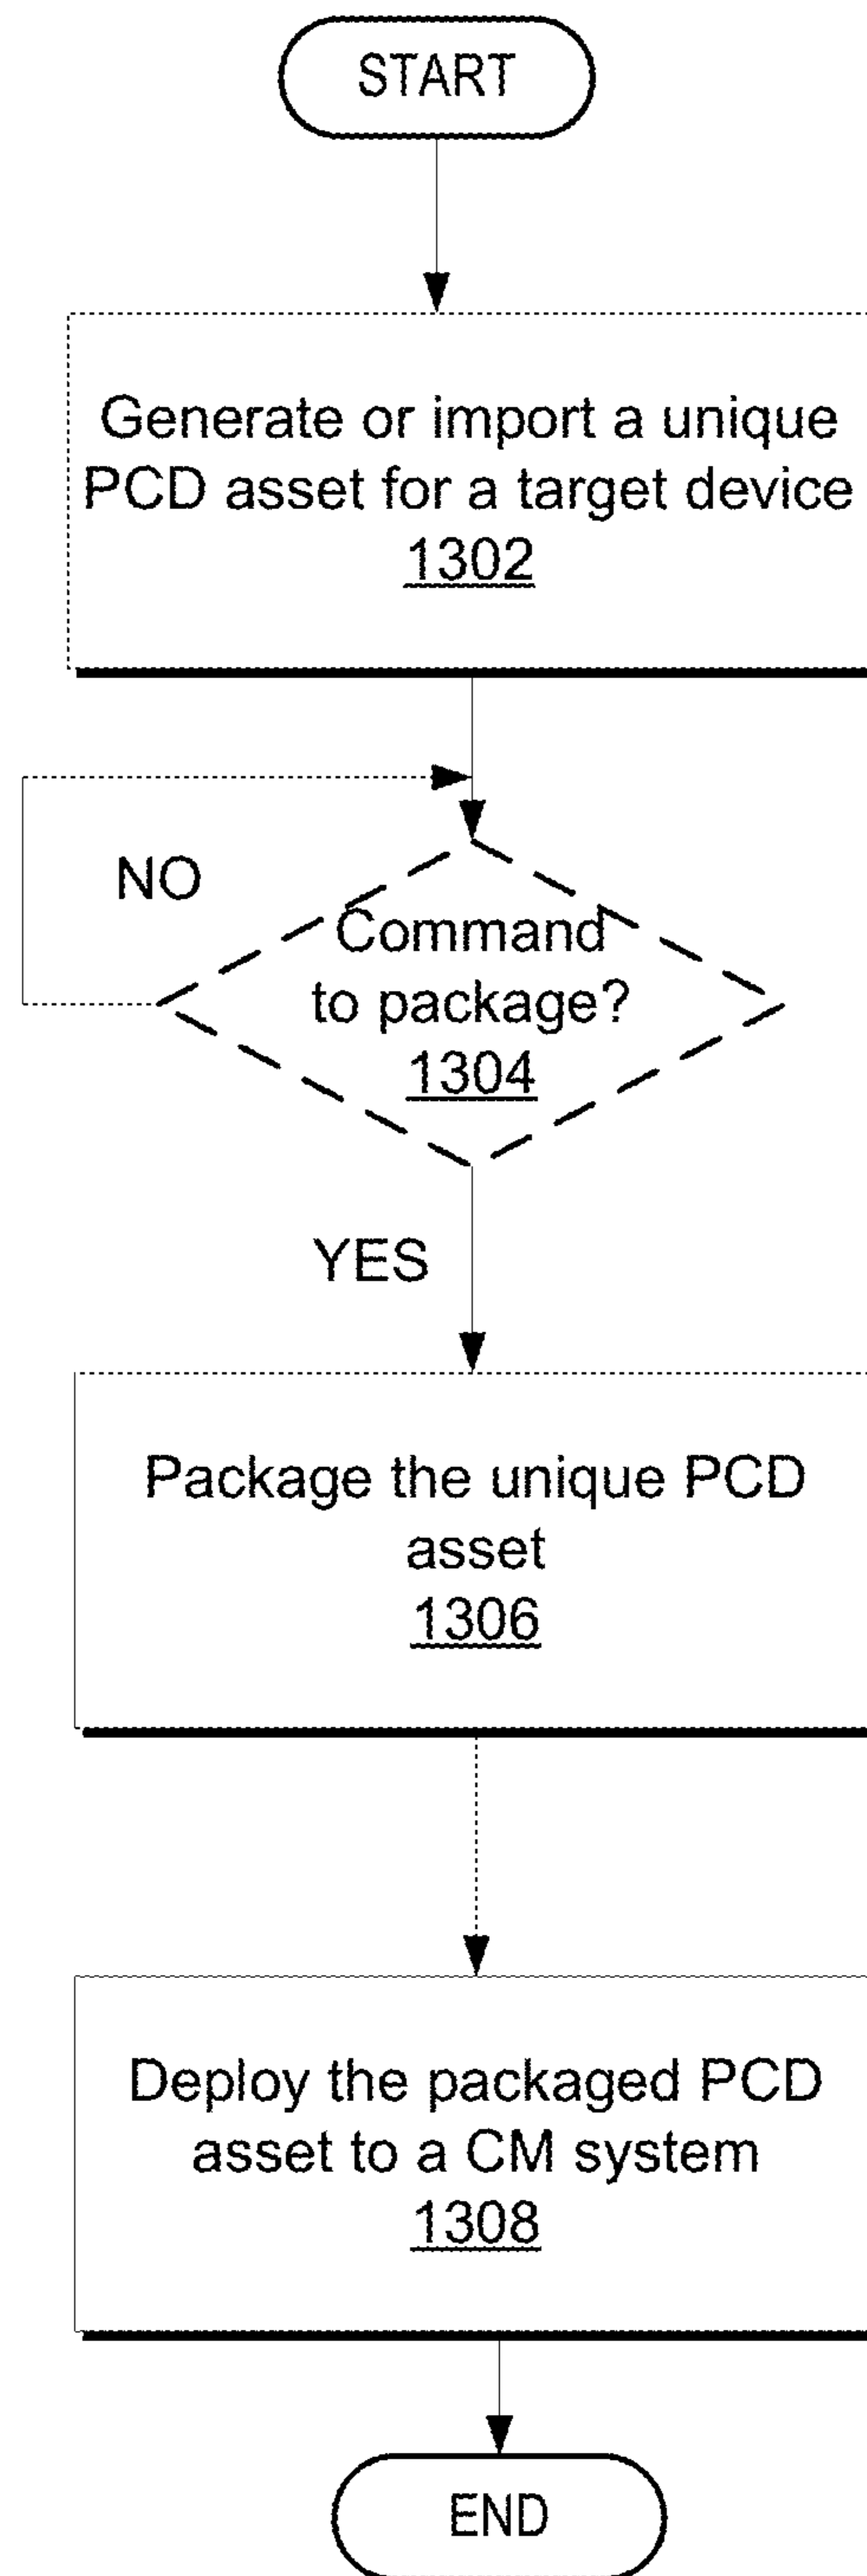 START
Generate or import a unique
PCD asset for a target device
1302
NO
Command
to package?
1304
YES
Package the unique PCD
asset
1306
Deploy the packaged PCD
asset to a CM system
1308
END